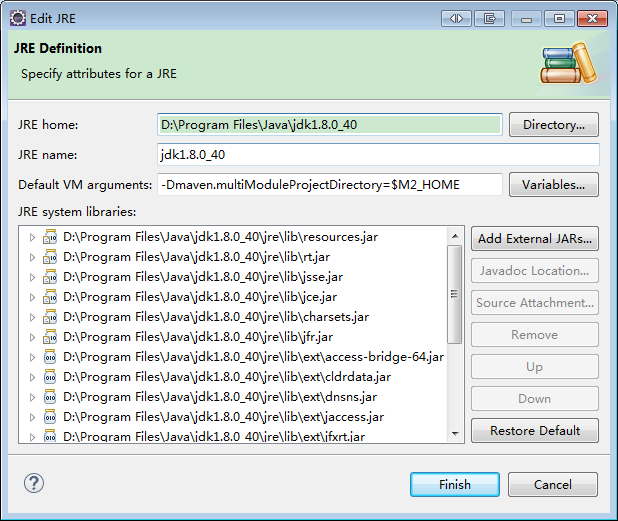 Edit JRE
JRE Definition
Specify attributes for a JRE
JRE home: D:\Program Files\Java\jdk1.8.0_40 Directory...
JRE name: jdk1.8.0_40
Default VM arguments: -Dmaven.multiModuleProjectDirectory=$M2_HOME Variables...
JRE system libraries:
D:\Program Files\Java\jdk1.8.0_40\jre\lib\resources.jar
D:\Program Files\Java\jdk1.8.0_40\jre\lib\rt.jar
D:\Program Files\Java\jdk1.8.0_40\jre\lib\jsse.jar
D:\Program Files\Java\jdk1.8.0_40\jre\lib\jce.jar
D:\Program Files\Java\jdk1.8.0_40\jre\lib\charsets.jar
D:\Program Files\Java\jdk1.8.0_40\jre\lib\jfr.jar
D:\Program Files\Java\jdk1.8.0_40\jre\lib\ext\access-bridge-64.jar
D:\Program Files\Java\jdk1.8.0_40\jre\lib\ext\cldrdata.jar
D:\Program Files\Java\jdk1.8.0_40\jre\lib\ext\dnsns.jar
D:\Program Files\Java\jdk1.8.0_40\jre\lib\ext\jaccess.jar
D:\Program Files\Java\jdk1.8.0_40\jre\lib\ext\jfxrt.jar
Add External JARs...
Javadoc Location...
Source Attachment...
Remove
Up
Down
Restore Default
? Finish Cancel